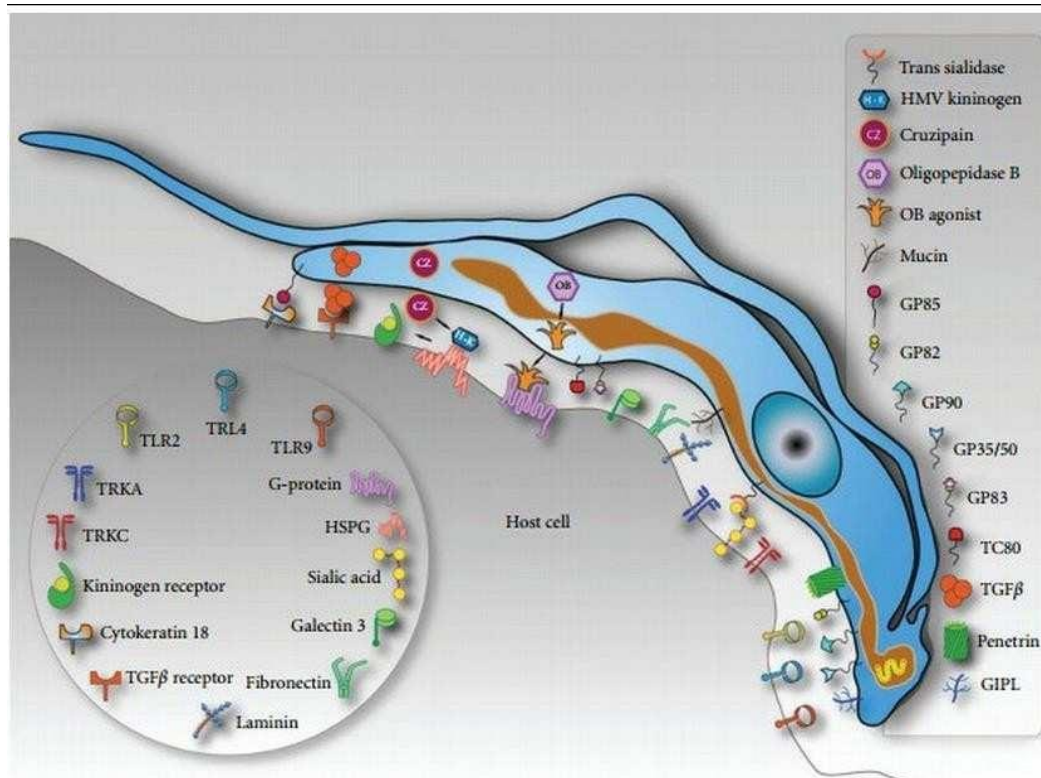 Trans sialidase
H-K HMV kininogen
CZ Cruzipain
OB Oligopepidase B
OB agonist
Mucin
GP85
GP82
GP90
GP35/50
GP83
TC80
TGFβ
Penetrin
GIPL
CZ
OB
CZ
H-K
Host cell
TRL4
TLR2
TLR9
TRKA
G-protein
TRKC
HSPG
Kininogen receptor
Sialic acid
Cytokeratin 18
Galectin 3
TGFβ receptor
Fibronectin
Laminin